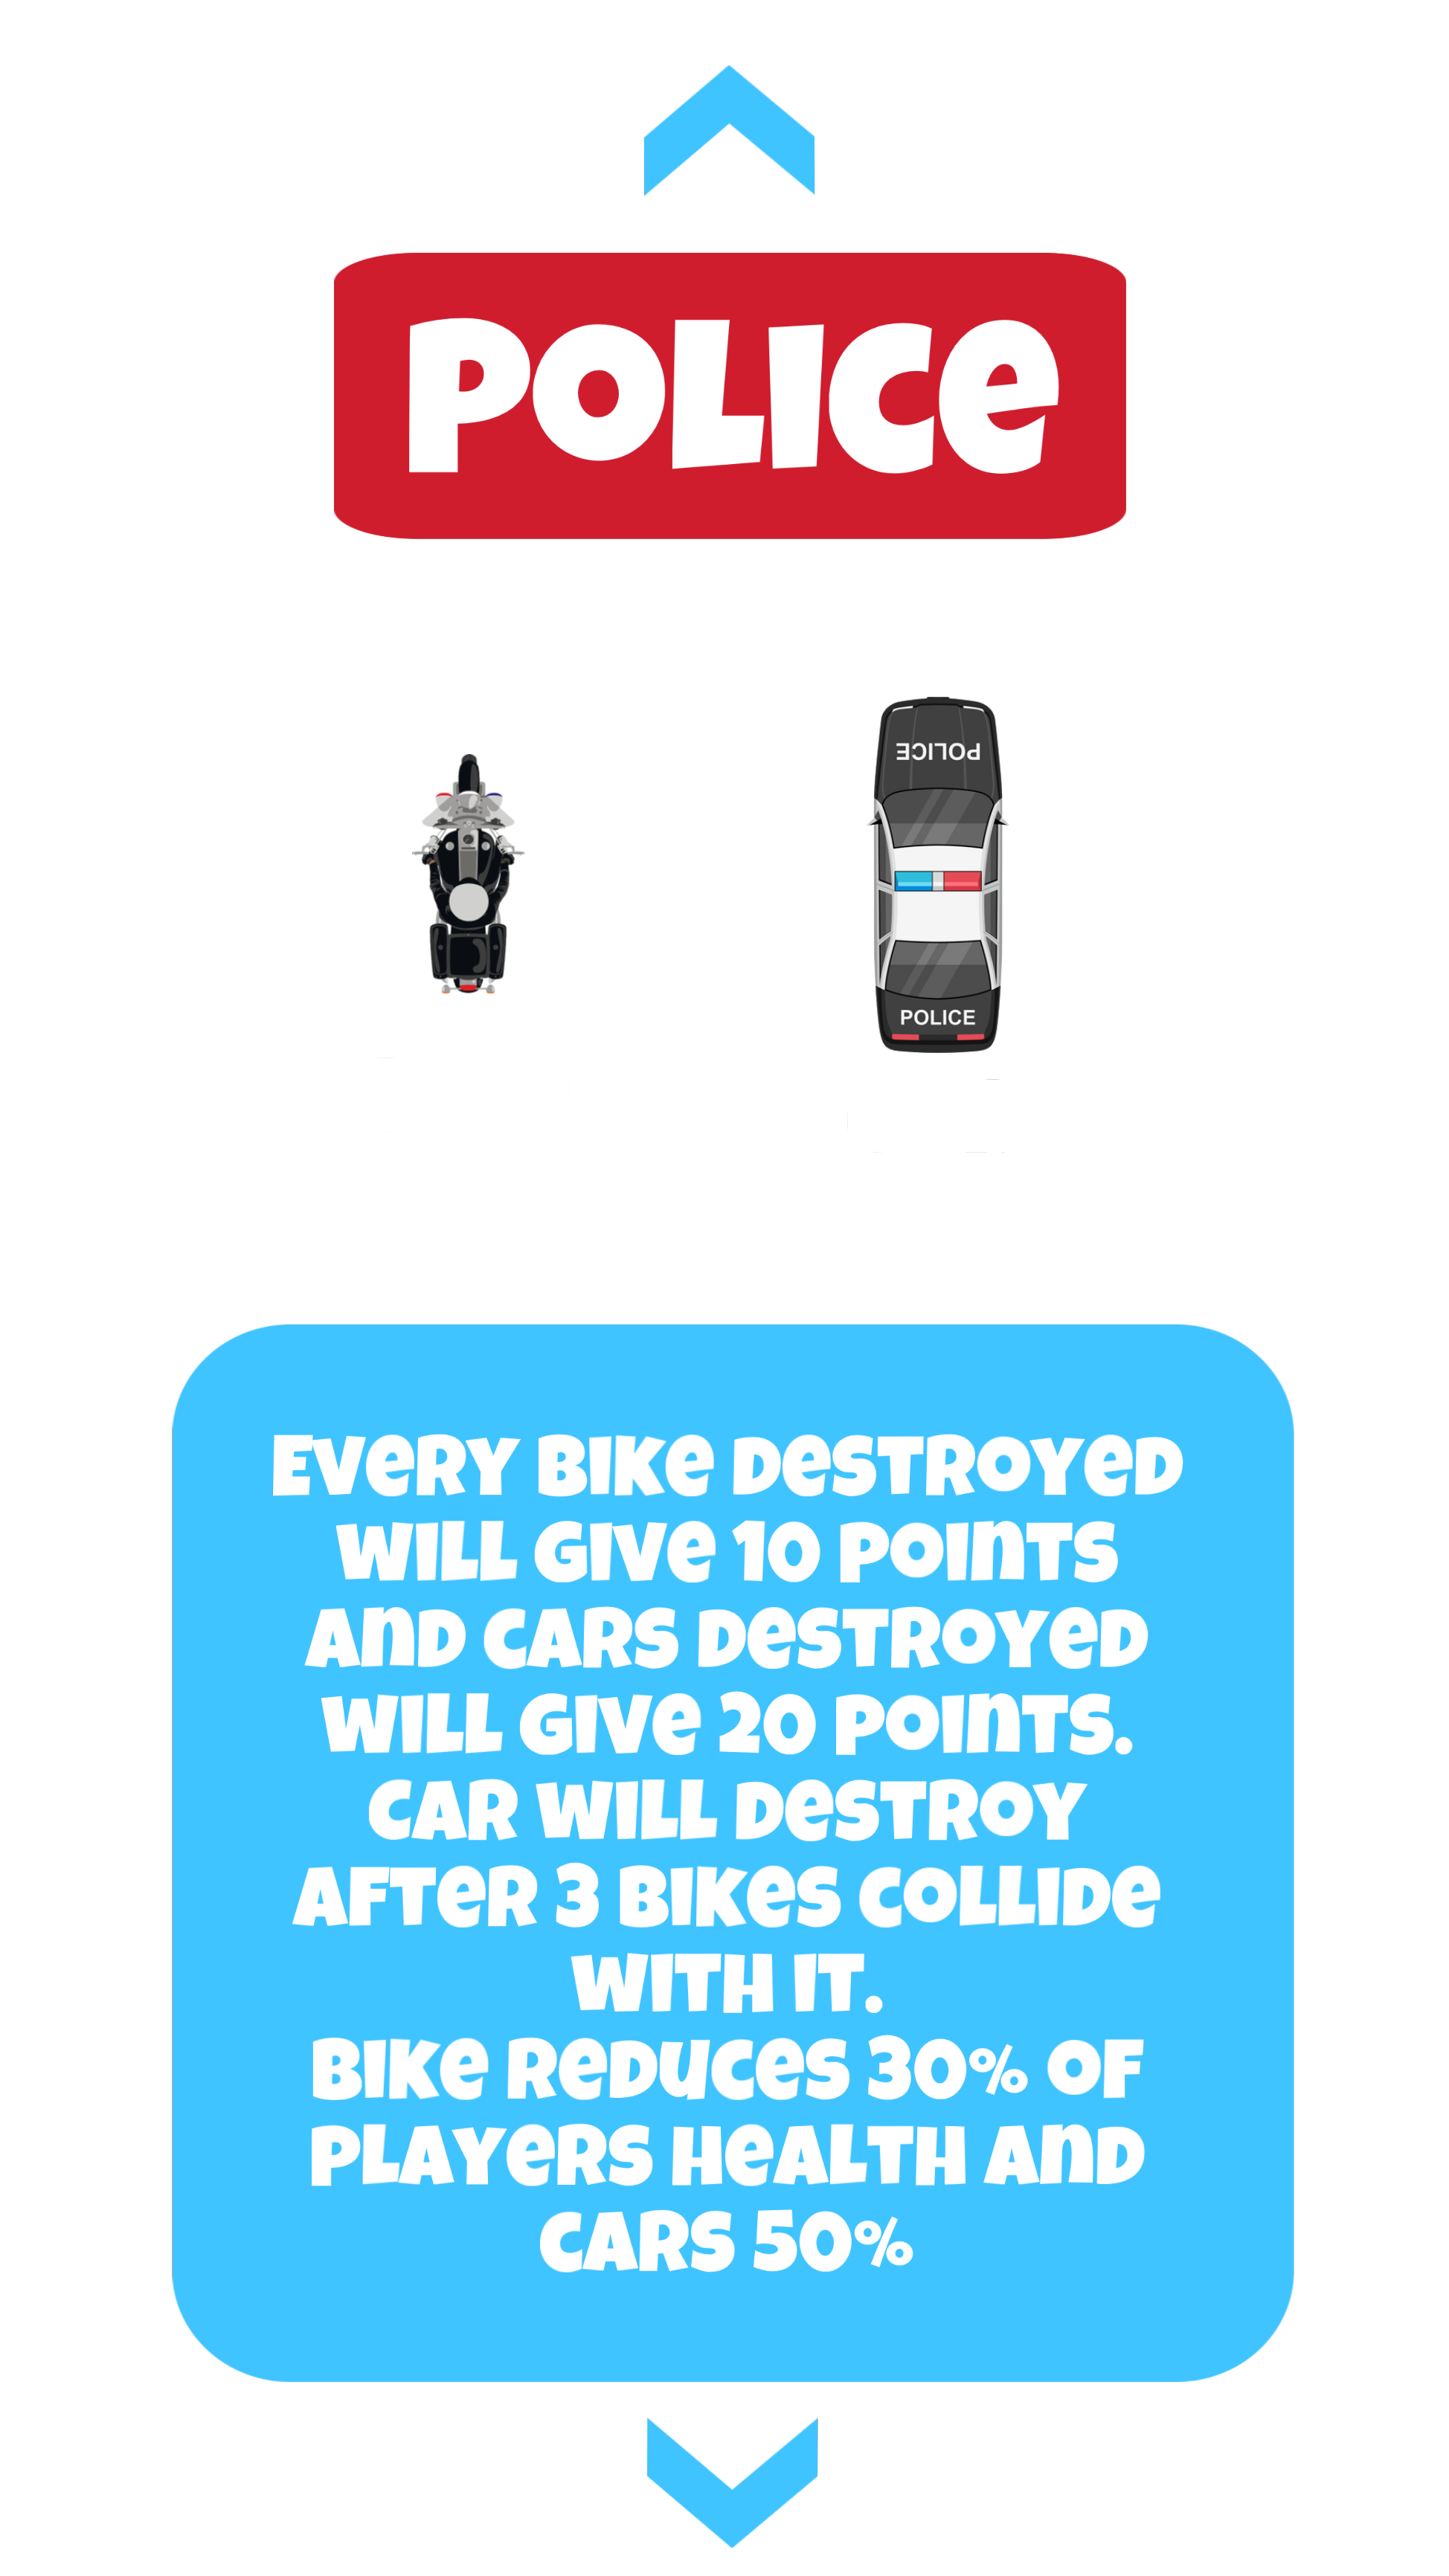 POLICE
POLICE
POLICE
EVERY BIKE DESTROYED
WILL GIVE 10 POINTS
AND CARS DESTROYED
WILL GIVE 20 POINTS.
CAR WILL DESTROY
AFTER 3 BIKES COLLIDE
WITH IT.
BIKE REDUCES 30% OF
PLAYERS HEALTH AND
CARS 50%